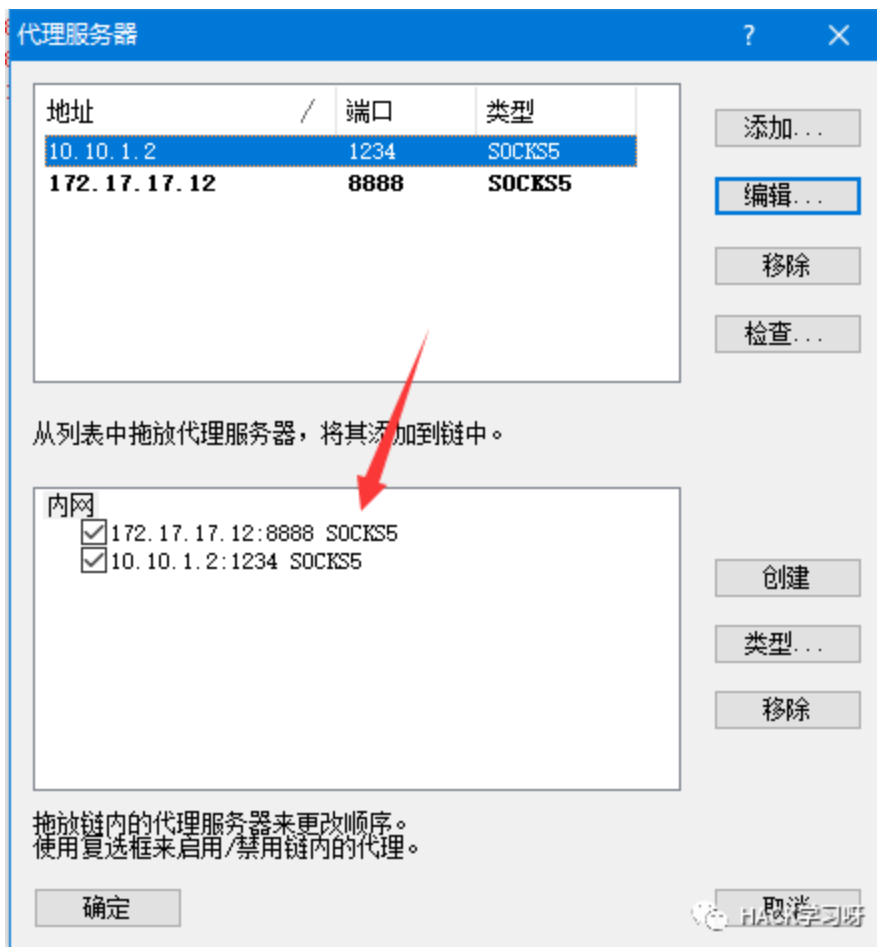 代理服务器
地址 端口 类型
10.10.1.2 1234 SOCKS5
172.17.17.12 8888 SOCKS5
添加...
编辑...
移除
检查...
从列表中拖放代理服务器，将其添加到链中。
内网
172.17.17.12:8888 SOCKS5
10.10.1.2:1234 SOCKS5
创建
类型...
移除
拖放链内的代理服务器来更改顺序。
使用复选框来启用/禁用链内的代理。
确定
取消
HACK学习呀